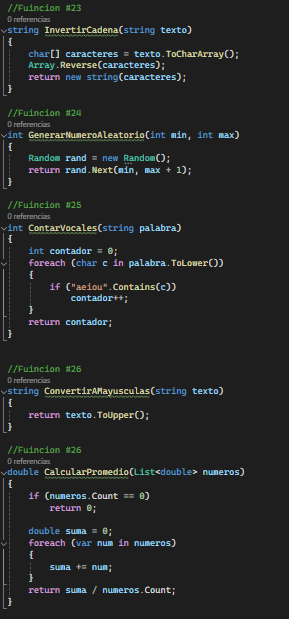 //Fuincion #23
0 referencias
string InvertirCadena(string texto)
{
char[] caracteres = texto.ToCharArray();
Array.Reverse(caracteres);
return new string(caracteres);
}
//Fuincion #24
0 referencias
int GenerarNumeroAleatorio(int min, int max)
{
Random rand = new Random();
return rand.Next(min, max + 1);
}
//Fuincion #25
0 referencias
int ContarVocales(string palabra)
{
int contador = 0;
foreach (char c in palabra.ToLower())
{
if ("aeiou".Contains(c))
contador++;
}
return contador;
}
//Fuincion #26
0 referencias
string ConvertirAMayusculas(string texto)
{
return texto.ToUpper();
}
//Fuincion #26
0 referencias
double CalcularPromedio(List<double> numeros)
{
if (numeros.Count == 0)
return 0;
double suma = 0;
foreach (var num in numeros)
{
suma += num;
}
return suma / numeros.Count;
}